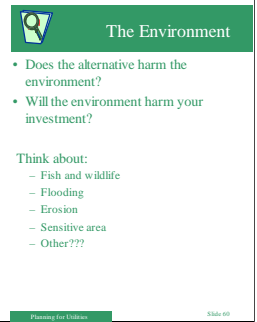 The Environment
• Does the alternative harm the
environment?
• Will the environment harm your
investment?
Think about:
– Fish and wildlife
– Flooding
– Erosion
– Sensitive area
– Other???
Planning for Utilities
Slide 60